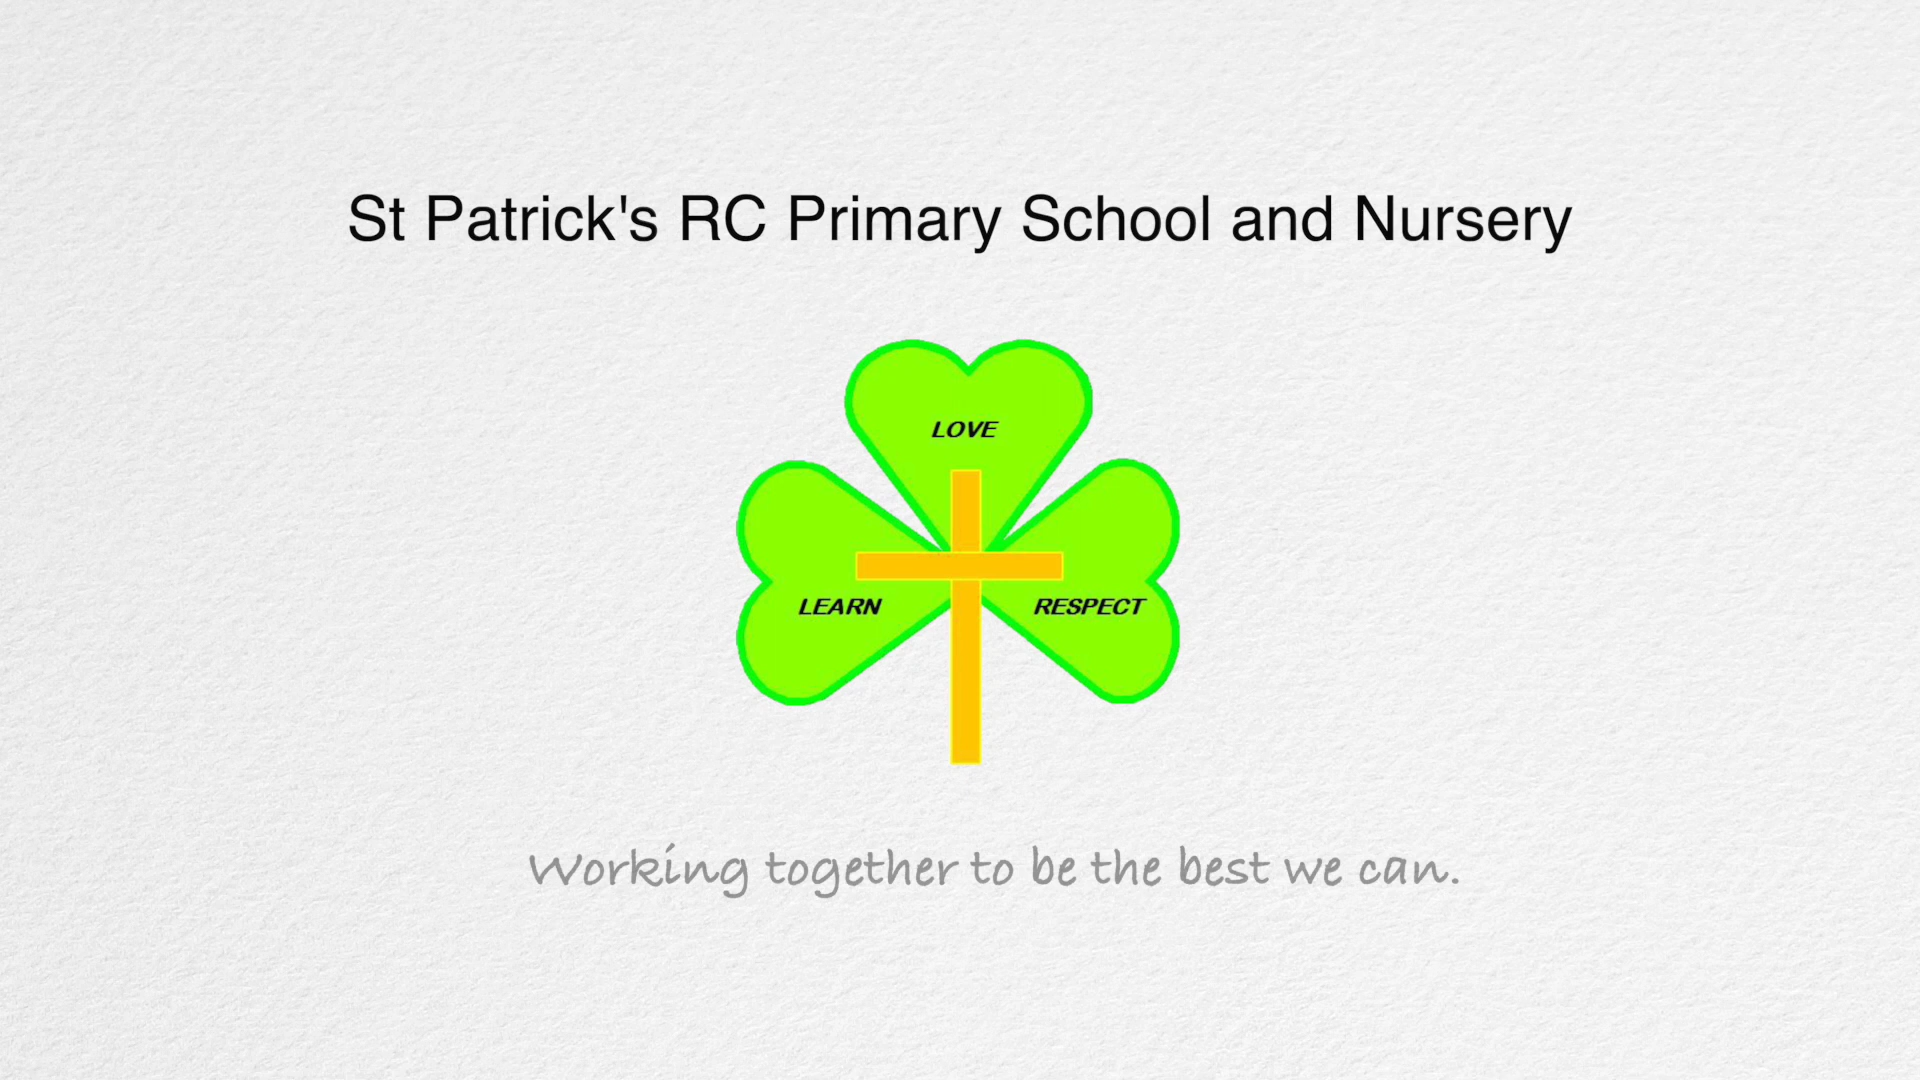 St Patrick's RC Primary School and Nursery
LOVE
LEARN
RESPECT
Working together to be the best we can.